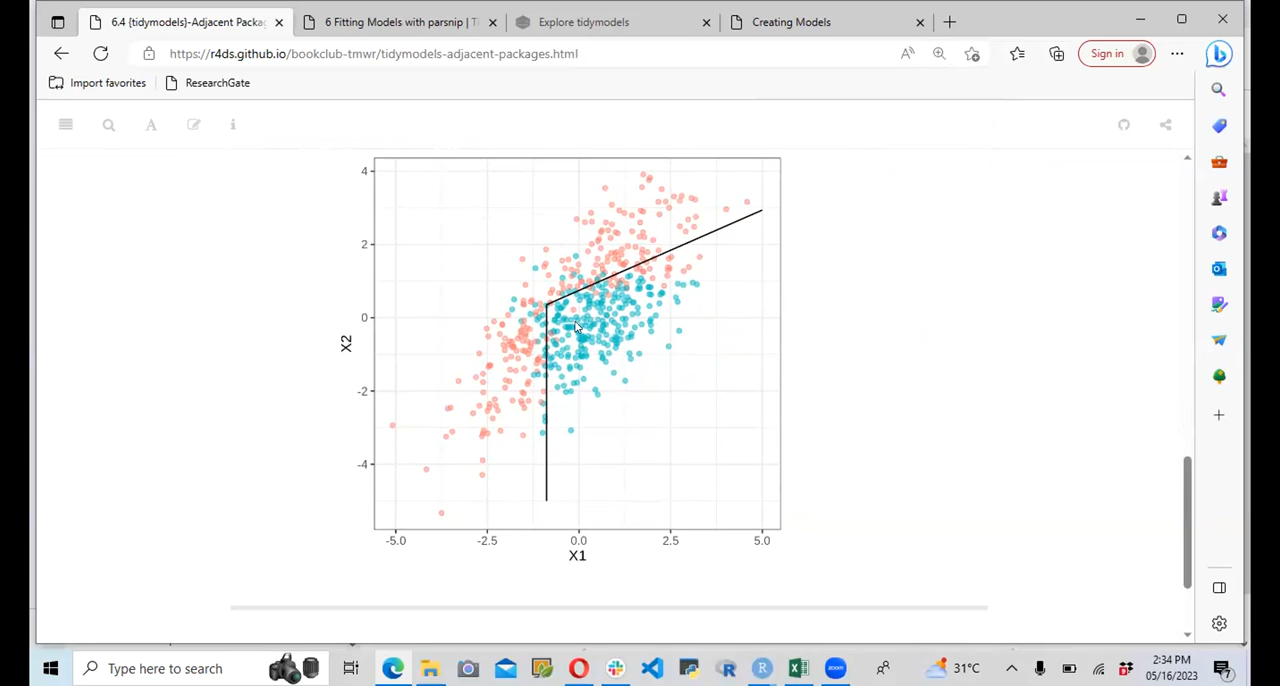 6.4 {tidymodels}-Adjacent Packa
6 Fitting Models with parsnip | Ti
Explore tidymodels
Creating Models
https://r4ds.github.io/bookclub-tmwr/tidymodels-adjacent-packages.html
Sign in
Import favorites
ResearchGate
4
2
0
-2
-4
X2
-5.0
-2.5
0.0
2.5
5.0
X1
Type here to search
31°C
2:34 PM
05/16/2023
7